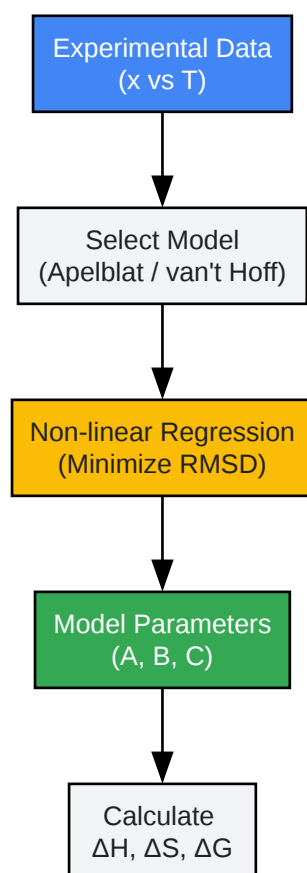 Experimental Data
(x vs T)
Select Model
(Apelblat / van't Hoff)
Non-linear Regression
(Minimize RMSD)
Model Parameters
(A, B, C)
Calculate
ΔH, ΔS, ΔG